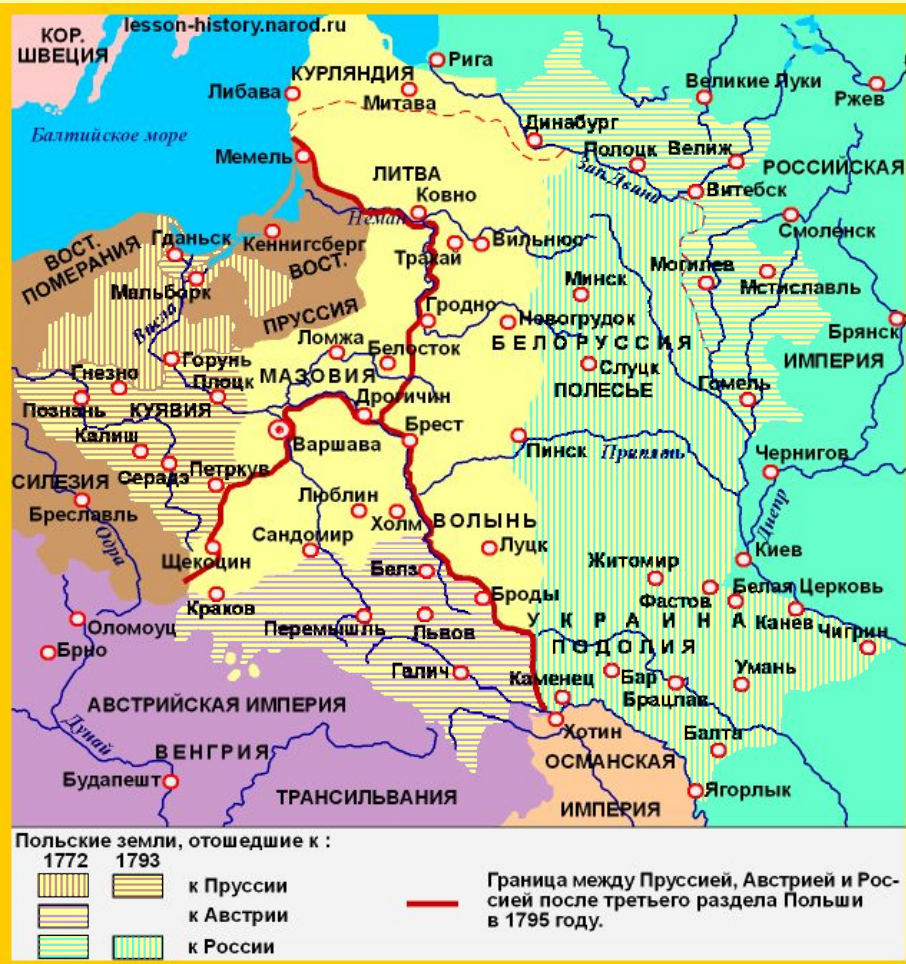 lesson-history.narod.ru
КОР.
ШВЕЦИЯ
Рига
КУРЛЯНДИЯ
Либава
Митава
Великие Луки
Ржев
Балтийское море
Динабург
Мемель
Полоцк
Велиж
РОССИЙСКАЯ
ЛИТВА
Зап. Двина
Витебск
Ковно
Неман
Смоленск
Гданьск
Кеннигсберг
Вильнюс
ВОСТ.
ПОМЕРАНИЯ
ВОСТ.
Тракай
Могилев
Минск
Мстиславль
Мальборк
ПРУССИЯ
Гродно
Висла
Новогрудок
Брянск
Ломжа
БЕЛОРУССИЯ
Горунь
Белосток
Слуцк
ИМПЕРИЯ
Гнезно
Плоцк
МАЗОВИЯ
ПОЛЕСЬЕ
Гомель
Познань
КУЯВИЯ
Дрогичин
Варшава
Брест
Калиш
Пинск
Припять
Чернигов
Серадз
Петркув
СИЛЕЗИЯ
Люблин
Бреславль
Холм
ВОЛЫНЬ
Днепр
Сандомир
Луцк
Одра
Щекоцин
Киев
Белз
Житомир
Краков
Броды
Фастов
Белая Церковь
Оломоуц
Перемышль
Львов
УКРАИНА
Канев
Чигрин
Брно
ПОДОЛИЯ
Галич
Каменец
Бар
Умань
АВСТРИЙСКАЯ ИМПЕРИЯ
Брацлав
Дунай
Хотин
ВЕНГРИЯ
Балта
ОСМАНСКАЯ
Будапешт
ТРАНСИЛЬВАНИЯ
ИМПЕРИЯ
Ягорлык
Польские земли, отошедшие к :
1772 1793
к Пруссии
к Австрии
к России
Граница между Пруссией, Австрией и Рос-
сией после третьего раздела Польши
в 1795 году.